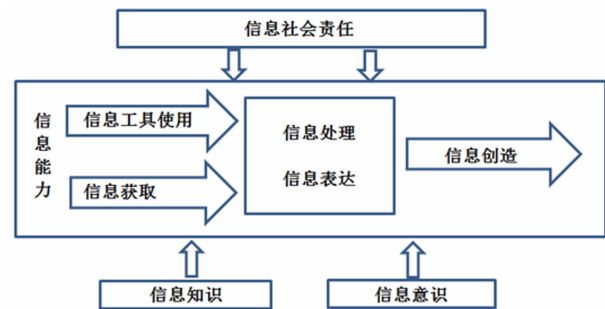 信息社会责任
信息能力
信息工具使用
信息获取
信息处理
信息表达
信息创造
信息知识
信息意识